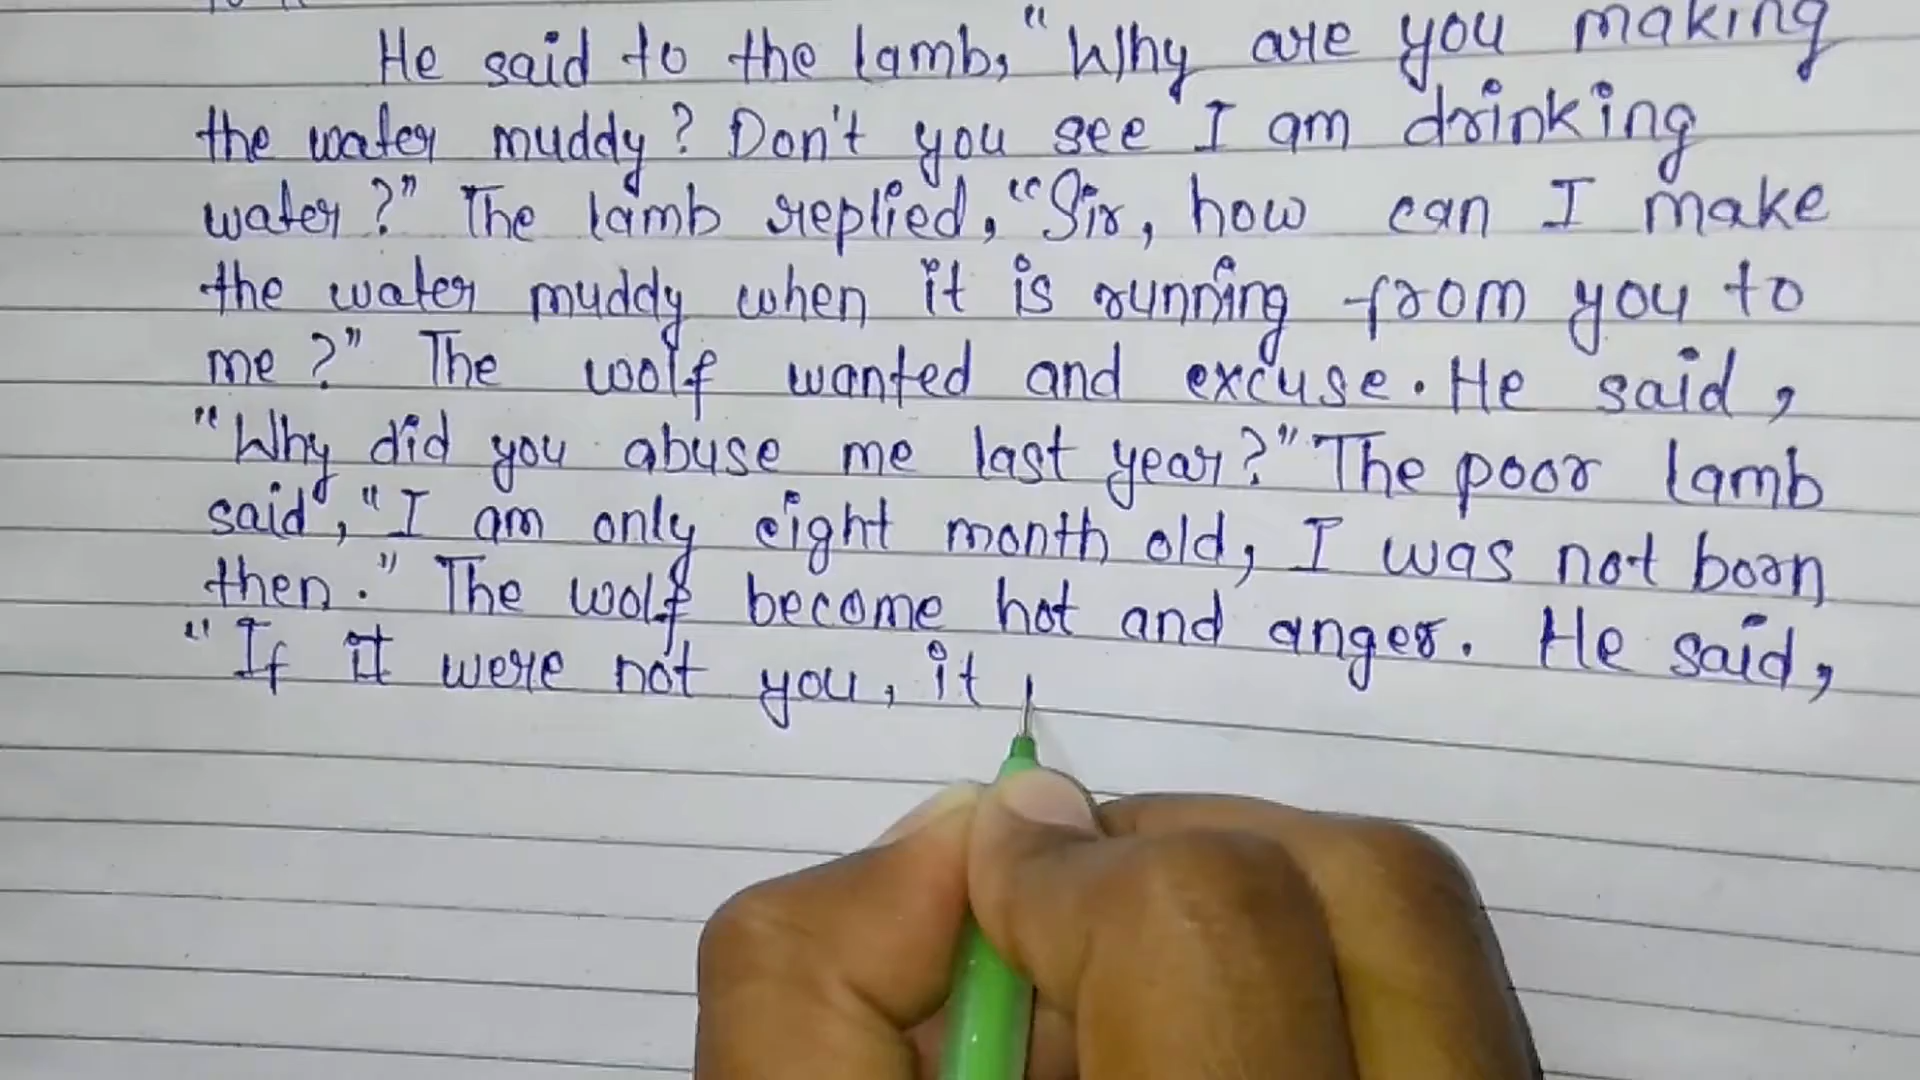 He said to the lamb, "Why are you making
the water muddy? Don't you see I am drinking
water?" The lamb replied, "Sir, how can I make
the water muddy when it is running from you to
me?" The woolf wanted and excuse. He said,
"Why did you abuse me last year?" The poor lamb
said, "I am only eight month old, I was not born
then." The wolf become hot and anger. He said,
"If it were not you, it